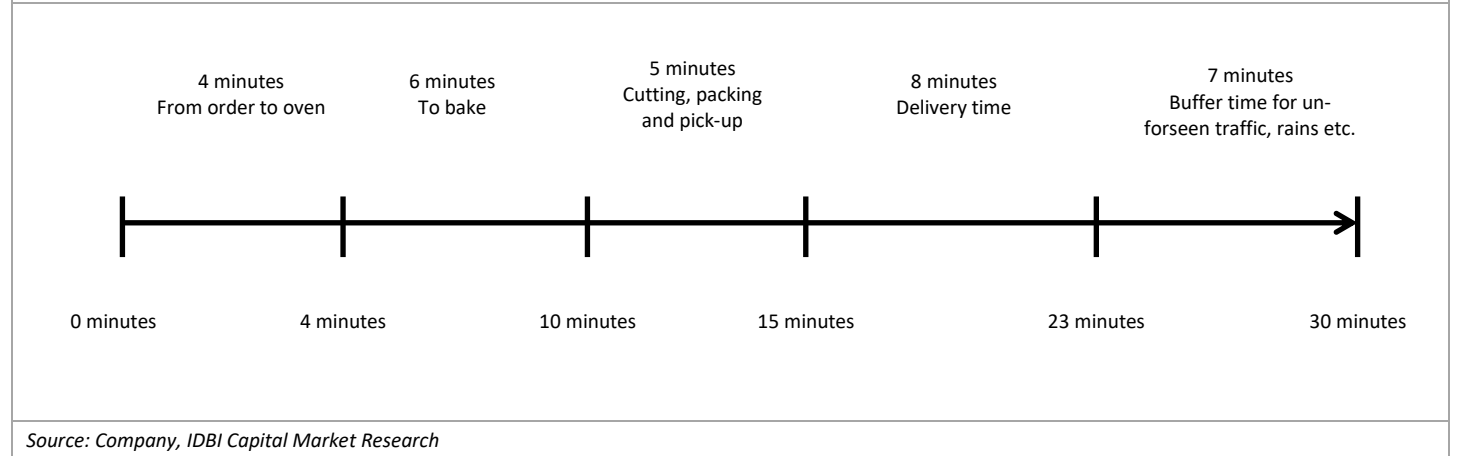 4 minutes
From order to oven
6 minutes
To bake
5 minutes
Cutting, packing
and pick-up
8 minutes
Delivery time
7 minutes
Buffer time for un-
forseen traffic, rains etc.
0 minutes
4 minutes
10 minutes
15 minutes
23 minutes
30 minutes
Source: Company, IDBI Capital Market Research